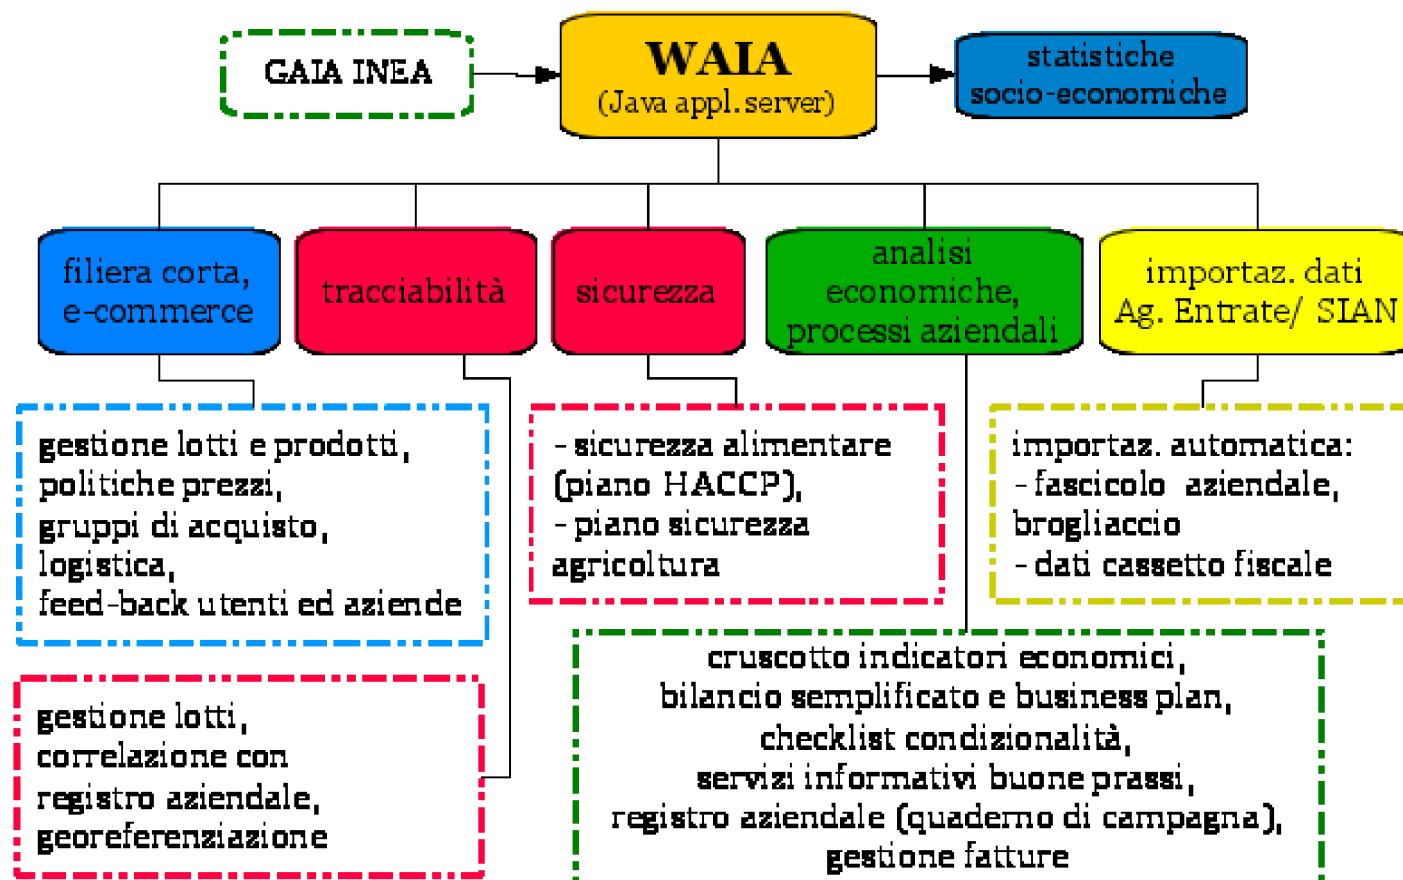 GAIA INEA
WAIA
(Java appl.server)
statistiche
socio-economiche
filiera corta,
e-commerce
tracciabilità
sicurezza
analisi
economiche,
processi aziendali
importaz. dati
Ag. Entrate/ SIAN
gestione lotti e prodotti,
politiche prezzi,
gruppi di acquisto,
logistica,
feed-back utenti ed aziende
- sicurezza alimentare
(piano HACCP),
- piano sicurezza
agricoltura
importaz. automatica:
- fascicolo aziendale,
brogliaccio
- dati cassetto fiscale
gestione lotti,
correlazione con
registro aziendale,
georeferenziazione
cruscotto indicatori economici,
bilancio semplificato e business plan,
checklist condizionalità,
servizi informativi buone prassi,
registro aziendale (quaderno di campagna),
gestione fatture